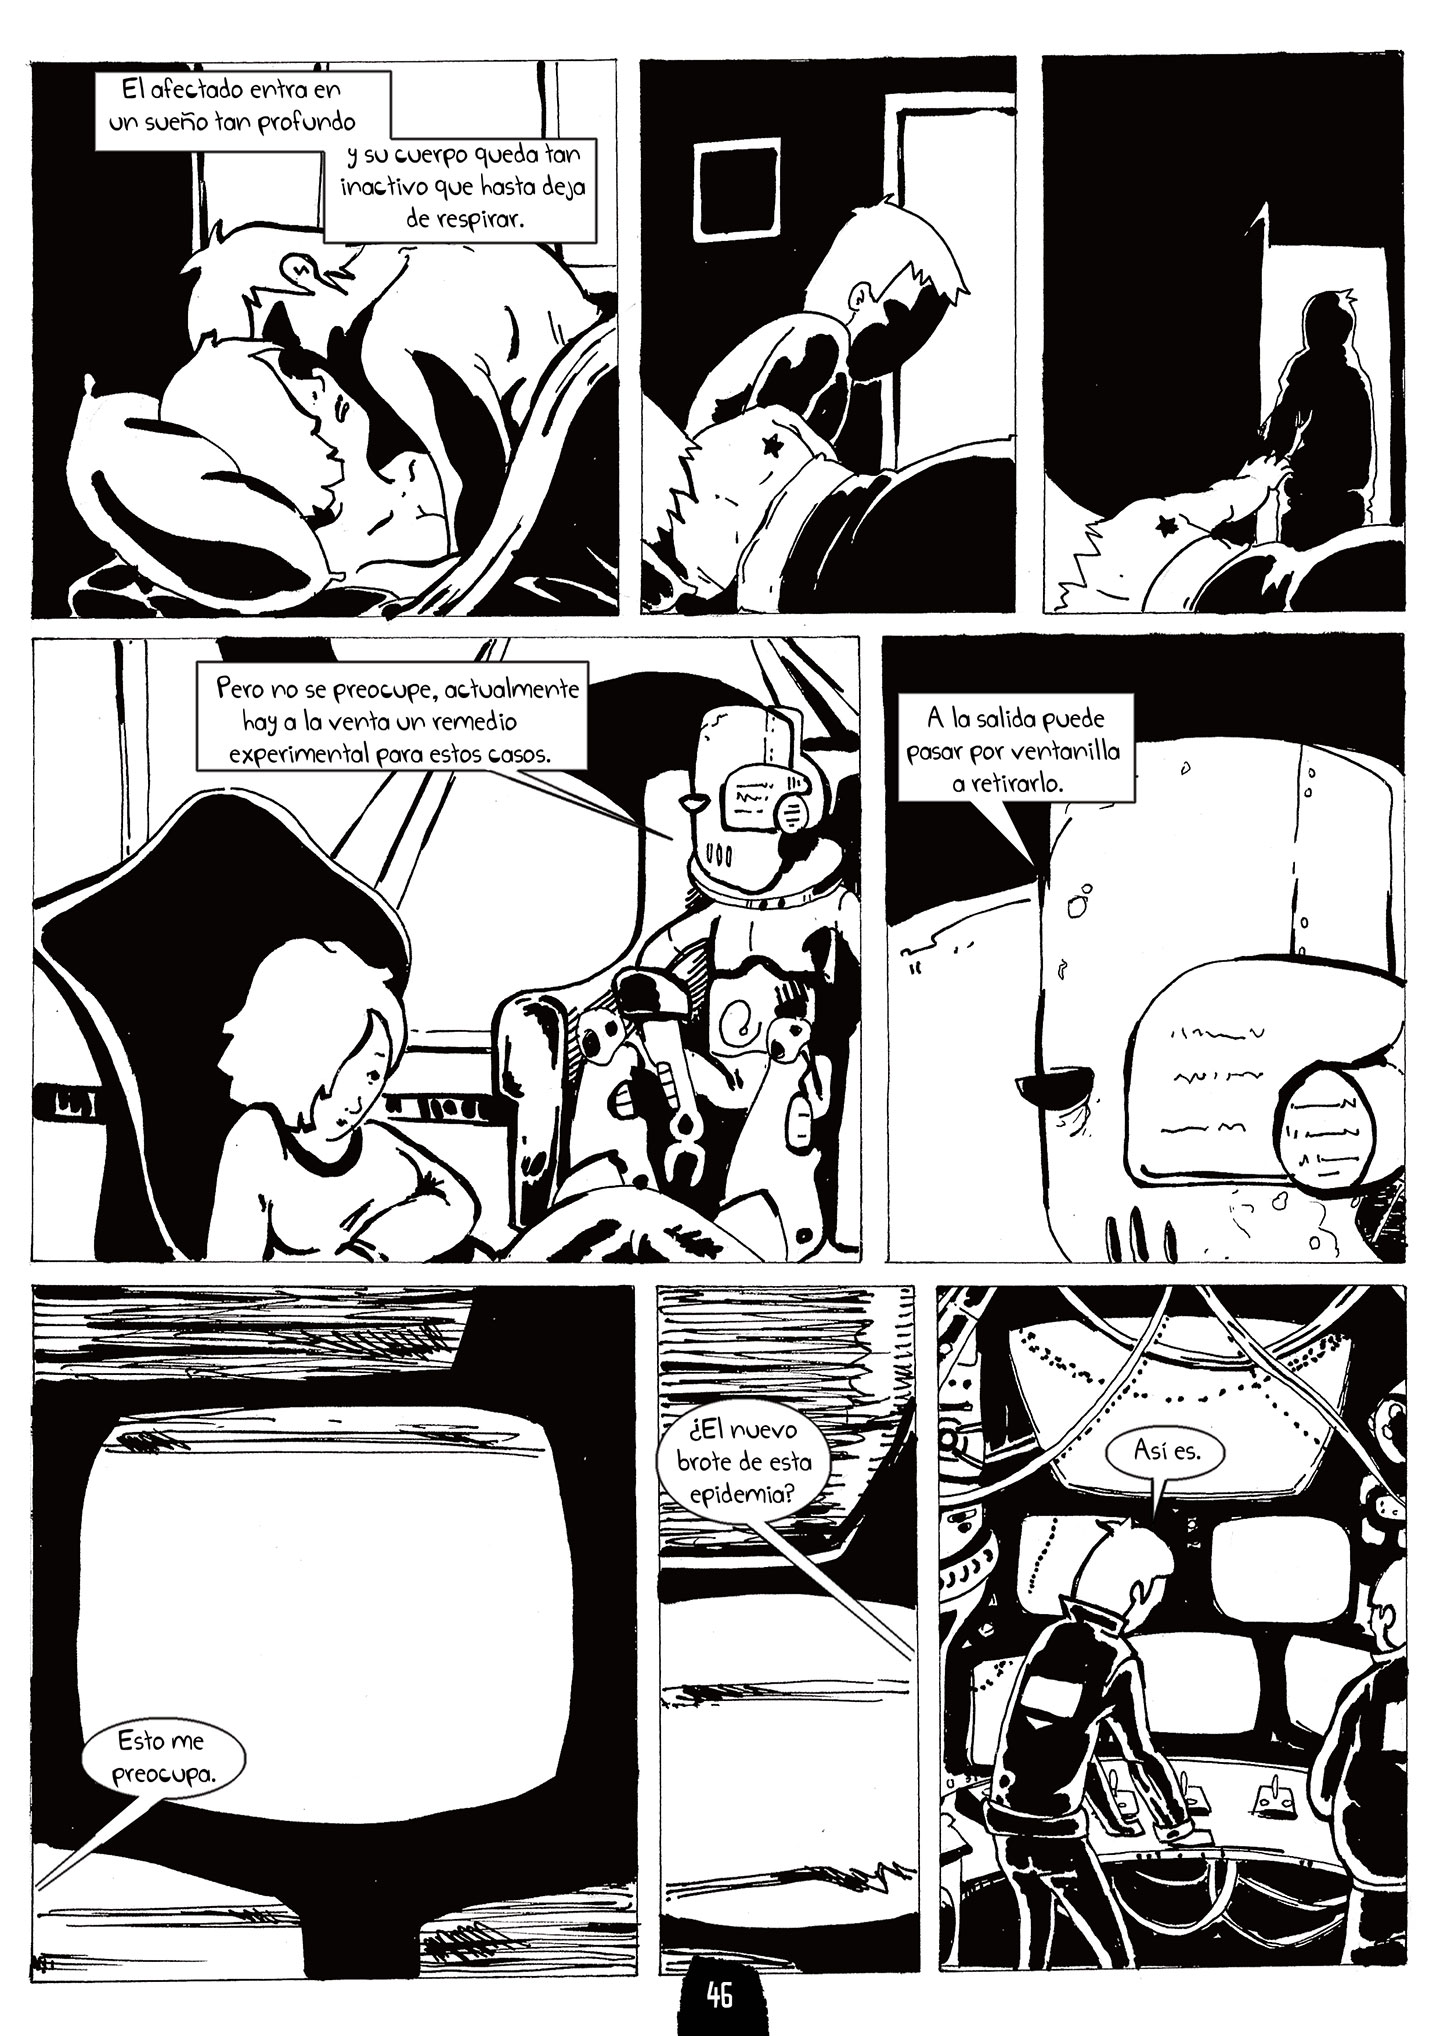 El afectado entra en
un sueño tan profundo
y su cuerpo queda tan
inactivo que hasta deja
de respirar.
Pero no se preocupe, actualmente
hay a la venta un remedio
experimental para estos casos.
A la salida puede
pasar por ventanilla
a retirarlo.
Esto me
preocupa.
¿El nuevo
brote de esta
epidemia?
Así es.
46